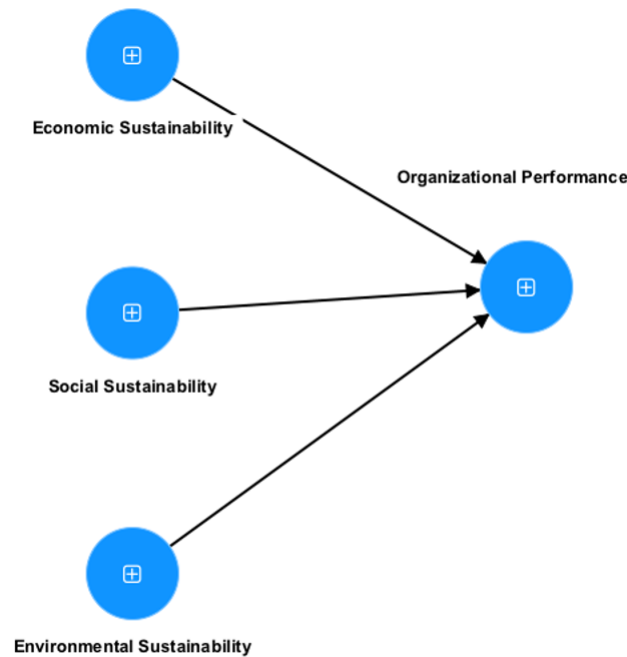 Economic Sustainability
Organizational Performance
Social Sustainability
Environmental Sustainability